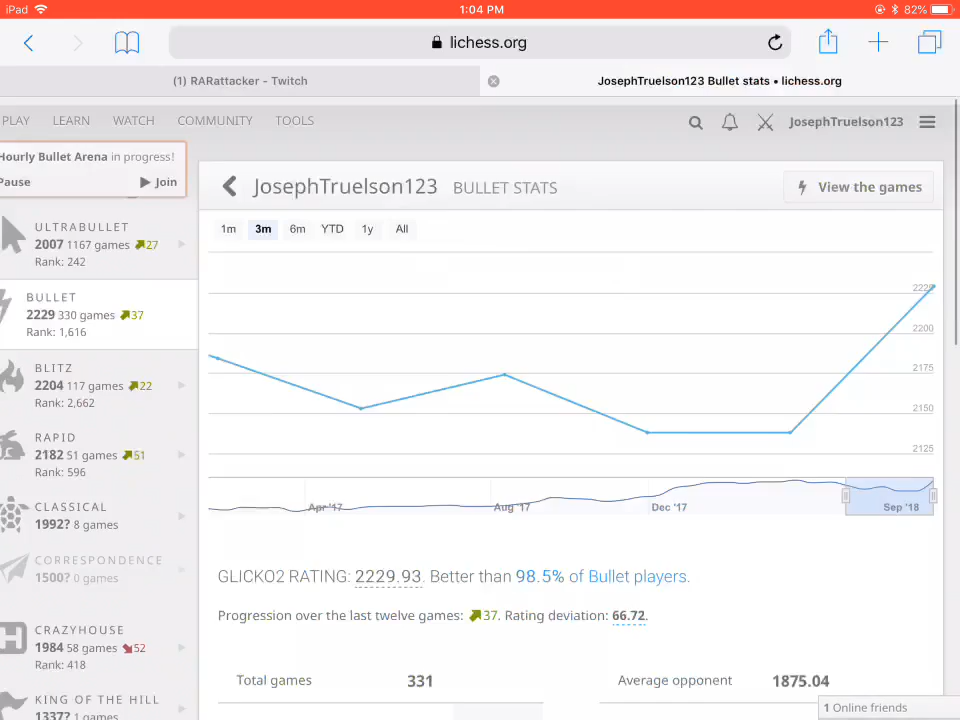 iPad 1:04 PM 82%
lichess.org
(1) RARattacker - Twitch
JosephTruelson123 Bullet stats • lichess.org
PLAY LEARN WATCH COMMUNITY TOOLS
JosephTruelson123
Hourly Bullet Arena in progress!
Pause Join
JosephTruelson123 BULLET STATS
View the games
1m 3m 6m YTD 1y All
ULTRABULLET
2007 1167 games 27
Rank: 242
BULLET
2229 330 games 37
Rank: 1,616
BLITZ
2204 117 games 22
Rank: 2,662
RAPID
2182 51 games 51
Rank: 596
CLASSICAL
1992? 8 games
CORRESPONDENCE
1500? 0 games
CRAZYHOUSE
1984 58 games 52
Rank: 418
KING OF THE HILL
1337? 1 games
2225
2200
2175
2150
2125
Apr '17 Aug '17 Dec '17 Sep '18
GLICKO2 RATING: 2229.93. Better than 98.5% of Bullet players.
Progression over the last twelve games: 37. Rating deviation: 66.72.
Total games 331
Average opponent 1875.04
1 Online friends